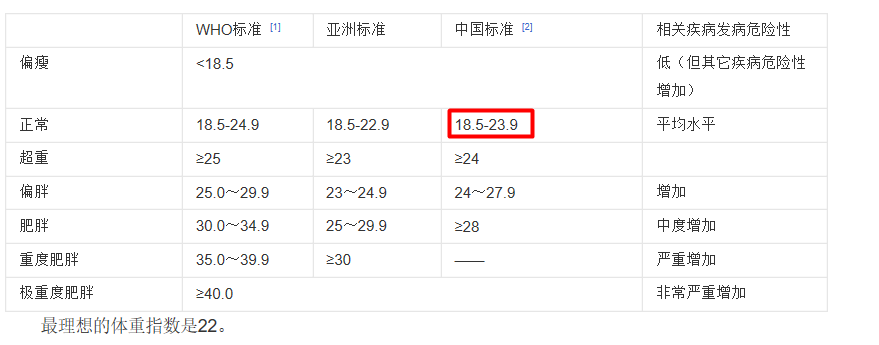 WHO标准 [1] 亚洲标准 中国标准 [2] 相关疾病发病危险性
偏瘦 <18.5 低（但其它疾病危险性
增加）
正常 18.5-24.9 18.5-22.9 18.5-23.9 平均水平
超重 ≥25 ≥23 ≥24
偏胖 25.0～29.9 23～24.9 24～27.9 增加
肥胖 30.0～34.9 25～29.9 ≥28 中度增加
重度肥胖 35.0～39.9 ≥30 —— 严重增加
极重度肥胖 ≥40.0 非常严重增加
最理想的体重指数是22。